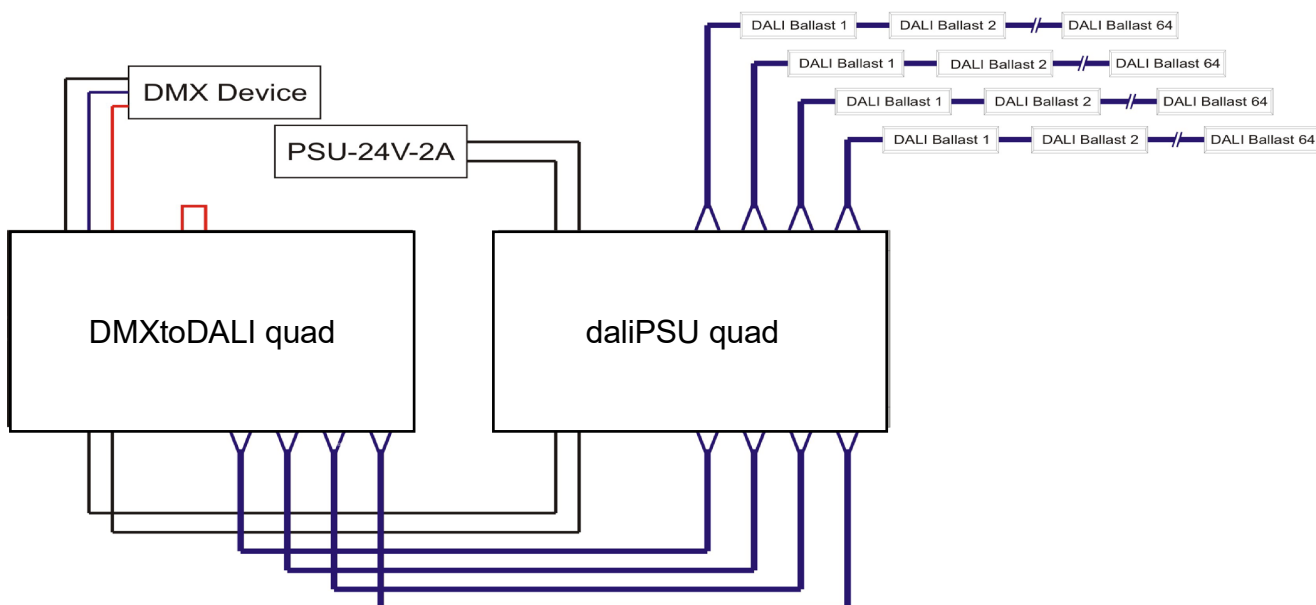 DALI Ballast 1 DALI Ballast 2 DALI Ballast 64
DALI Ballast 1 DALI Ballast 2 DALI Ballast 64
DMX Device
DALI Ballast 1 DALI Ballast 2 DALI Ballast 64
PSU-24V-2A
DALI Ballast 1 DALI Ballast 2 DALI Ballast 64
DMXtoDALI quad
daliPSU quad